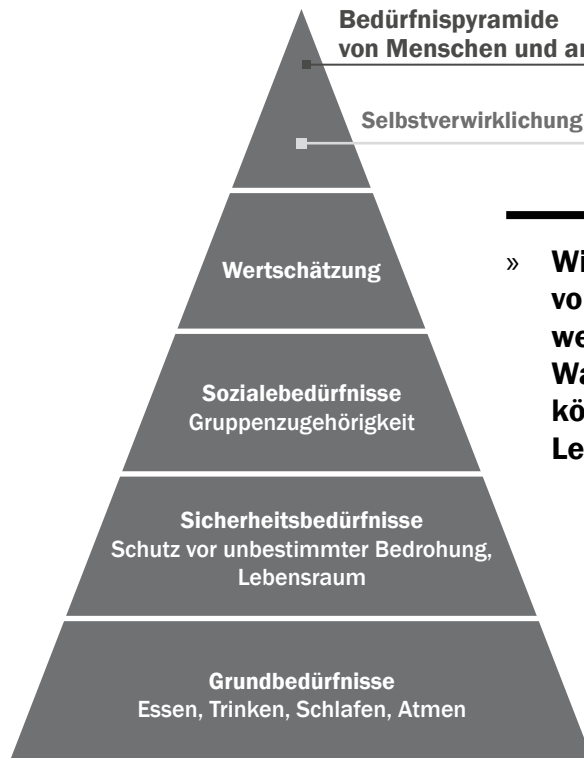 Bedürfnispyramide
von Menschen und
Selbstverwirklichung
Wertschätzung
Sozialebedürfnisse
Gruppenzugehörigkeit
Sicherheitsbedürfnisse
Schutz vor unbestimmter Bedrohung,
Lebensraum
Grundbedürfnisse
Essen, Trinken, Schlafen, Atmen
»